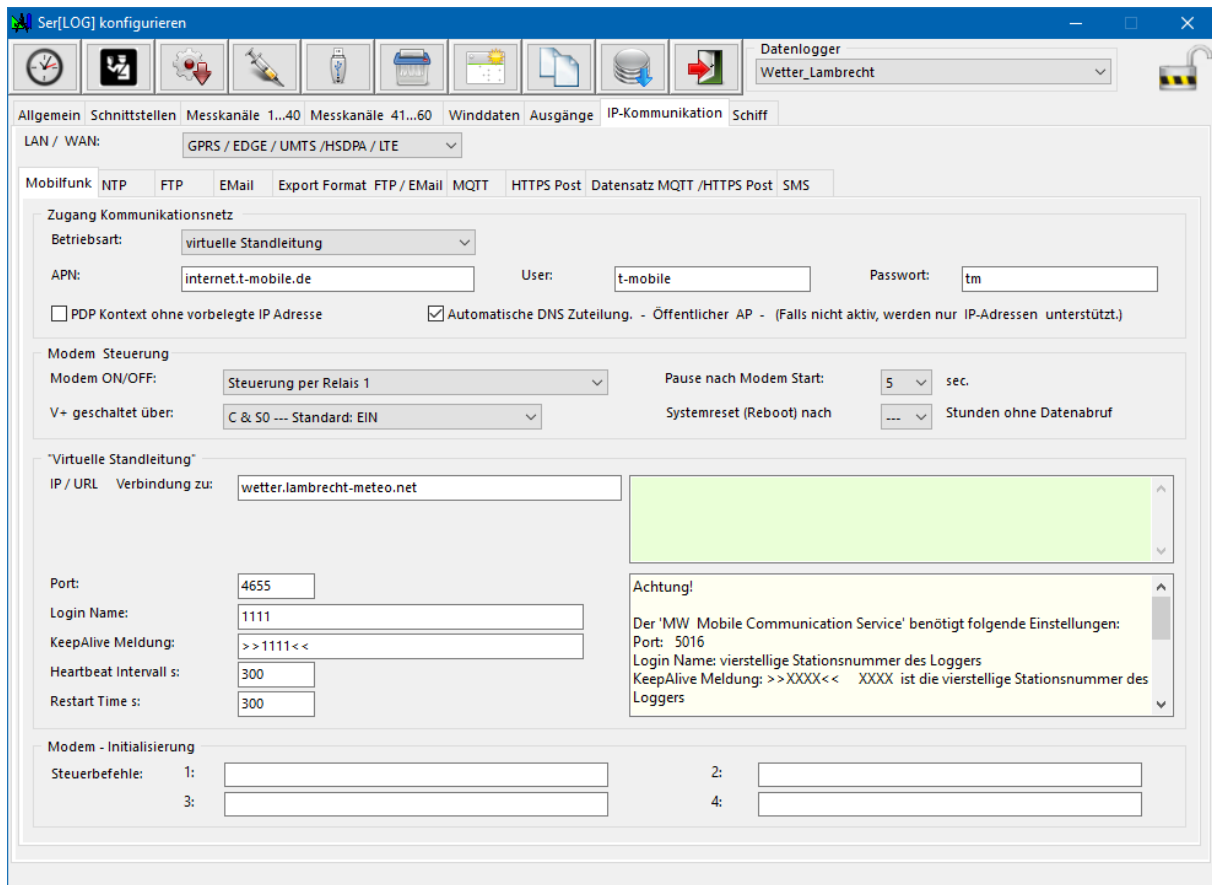 Ser[LOG] konfigurieren
Datenlogger
Wetter_Lambrecht
Allgemein Schnittstellen Messkanäle 1...40 Messkanäle 41...60 Winddaten Ausgänge IP-Kommunikation Schiff
LAN / WAN: GPRS / EDGE / UMTS /HSDPA / LTE
Mobilfunk NTP FTP EMail Export Format FTP / EMail MQTT HTTPS Post Datensatz MQTT /HTTPS Post SMS
Zugang Kommunikationsnetz
Betriebsart: virtuelle Standleitung
APN: internet.t-mobile.de User: t-mobile Passwort: tm
PDP Kontext ohne vorbelegte IP Adresse Automatische DNS Zuteilung. - Öffentlicher AP - (Falls nicht aktiv, werden nur IP-Adressen unterstützt.)
Modem Steuerung
Modem ON/OFF: Steuerung per Relais 1 Pause nach Modem Start: 5 sec.
V+ geschaltet über: C & S0 --- Standard: EIN Systemreset (Reboot) nach --- Stunden ohne Datenabruf
"Virtuelle Standleitung"
IP / URL Verbindung zu: wetter.lambrecht-meteo.net
Port: 4655
Login Name: 1111
KeepAlive Meldung: >>1111<<
Heartbeat Intervall s: 300
Restart Time s: 300
Achtung!
Der 'MW Mobile Communication Service' benötigt folgende Einstellungen:
Port: 5016
Login Name: vierstellige Stationsnummer des Loggers
KeepAlive Meldung: >>XXXX<< XXXX ist die vierstellige Stationsnummer des
Loggers
Modem - Initialisierung
Steuerbefehle: 1: 2:
3: 4: